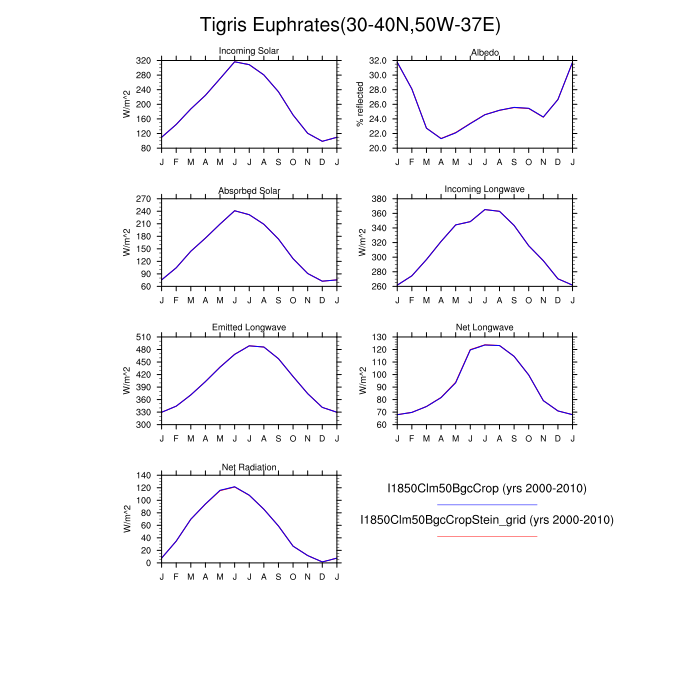 Tigris Euphrates(30-40N,50W-37E)
Incoming Solar
W/m^2
320
280
240
200
160
120
80
J F M A M J J A S O N D J
Albedo
% reflected
32.0
30.0
28.0
26.0
24.0
22.0
20.0
J F M A M J J A S O N D J
Absorbed Solar
W/m^2
270
240
210
180
150
120
90
60
J F M A M J J A S O N D J
Incoming Longwave
W/m^2
380
360
340
320
300
280
260
J F M A M J J A S O N D J
Emitted Longwave
W/m^2
510
480
450
420
390
360
330
300
J F M A M J J A S O N D J
Net Longwave
W/m^2
130
120
110
100
90
80
70
60
J F M A M J J A S O N D J
Net Radiation
W/m^2
140
120
100
80
60
40
20
0
J F M A M J J A S O N D J
I1850Clm50BgcCrop (yrs 2000-2010)
I1850Clm50BgcCropStein_grid (yrs 2000-2010)